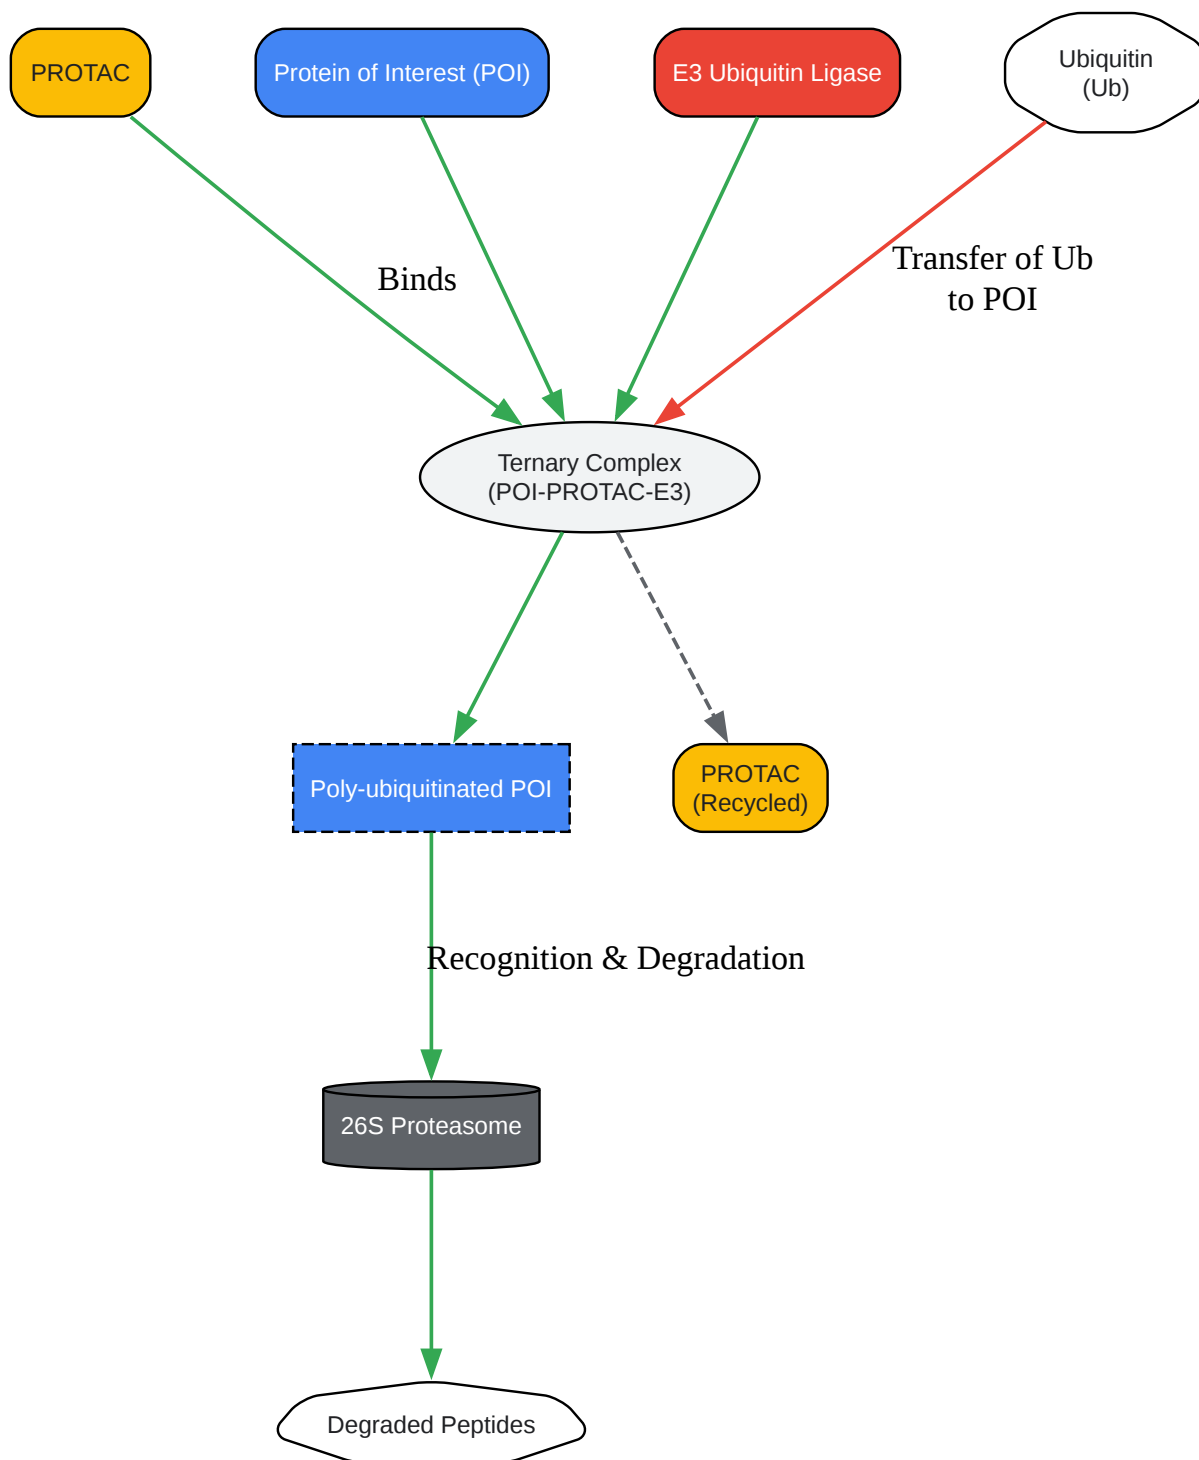 PROTAC
Protein of Interest (POI)
E3 Ubiquitin Ligase
Ubiquitin
(Ub)
Binds
Transfer of Ub
to POI
Ternary Complex
(POI-PROTAC-E3)
Poly-ubiquitinated POI
PROTAC
(Recycled)
Recognition & Degradation
26S Proteasome
Degraded Peptides